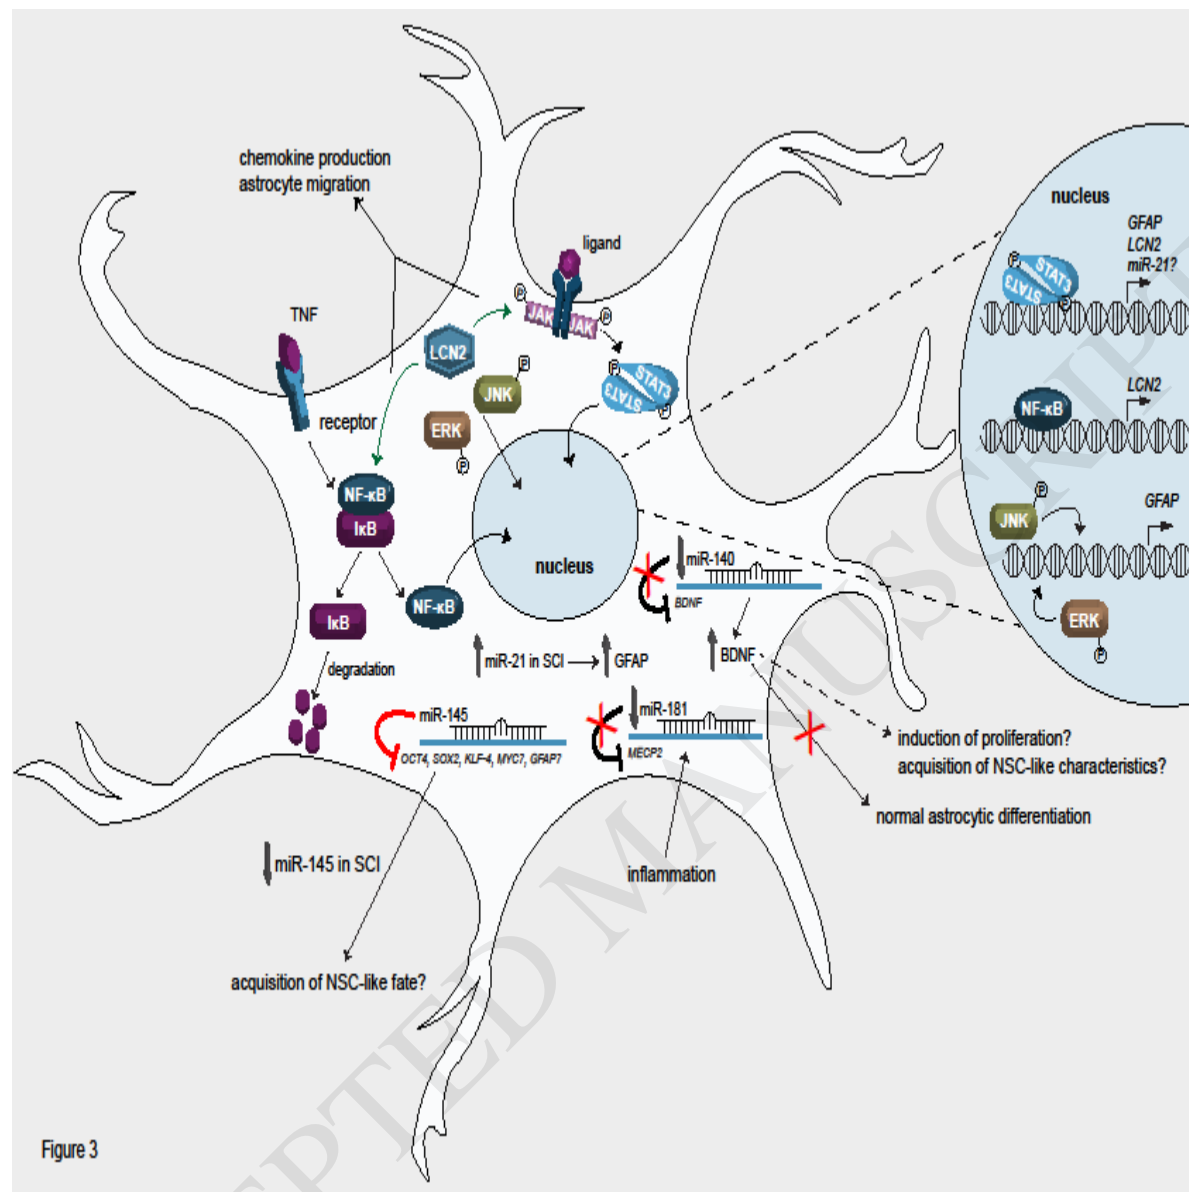 chemokine production
astrocyte migration
ligand
TNF
receptor
P
JAK
JAK
P
LCN2
P
JNK
ERK
P
P
STAT3
STAT3
P
NF-κB
IκB
nucleus
IκB
NF-κB
degradation
miR-140
BDNF
BDNF
miR-21 in SCI
GFAP
miR-145
OCT4, SOX2, KLF-4, MYC?, GFAP?
miR-181
MECP2
induction of proliferation?
acquisition of NSC-like characteristics?
normal astrocytic differentiation
inflammation
miR-145 in SCI
acquisition of NSC-like fate?
nucleus
GFAP
LCN2
miR-21?
P
STAT3
STAT3
P
LCN2
NF-κB
P
JNK
GFAP
ERK
P
Figure 3
PTED MANUSCRIPT